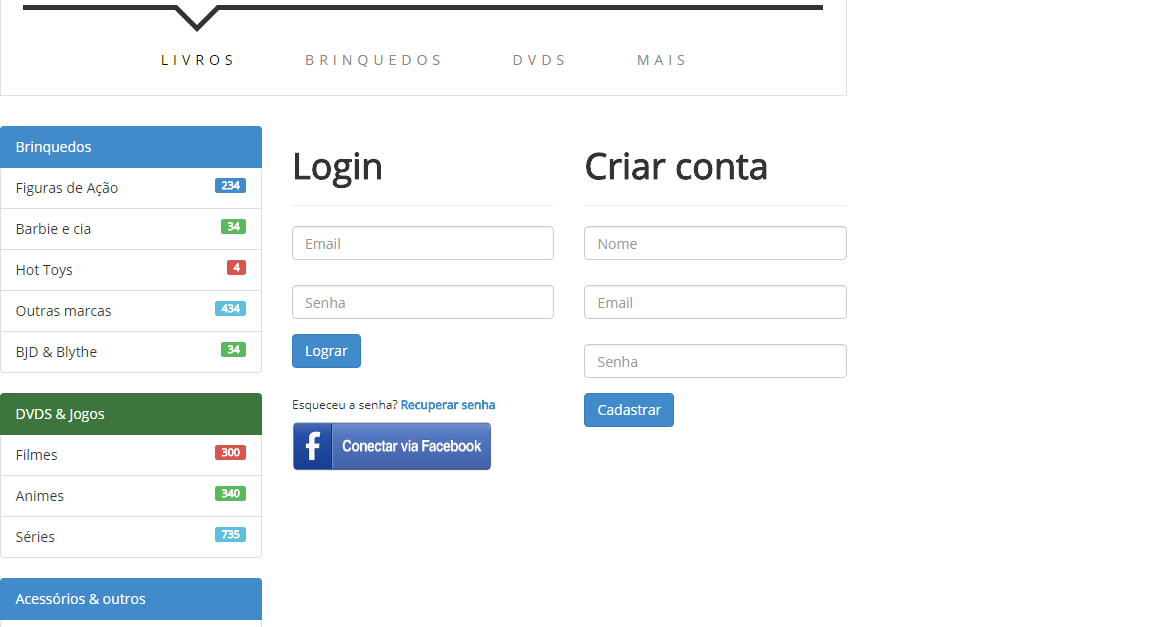 LIVROS BRINQUEDOS DVDS MAIS
Brinquedos
Figuras de Ação 234
Barbie e cia 34
Hot Toys 4
Outras marcas 434
BJD & Blythe 34
DVDS & Jogos
Filmes 300
Animes 340
Séries 735
Acessórios & outros
Login
Email
Senha
Lograr
Esqueceu a senha? Recuperar senha
f Conectar via Facebook
Criar conta
Nome
Email
Senha
Cadastrar